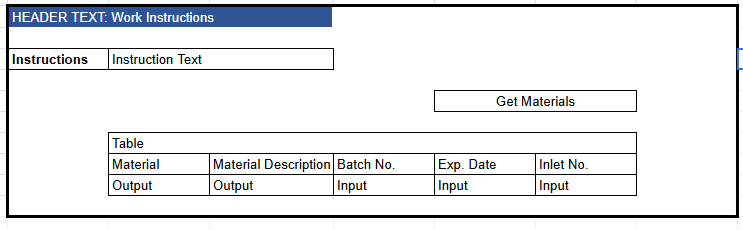 HEADER TEXT: Work Instructions
Instructions Instruction Text
Get Materials
Table
Material Material Description Batch No. Exp. Date Inlet No.
Output Output Input Input Input